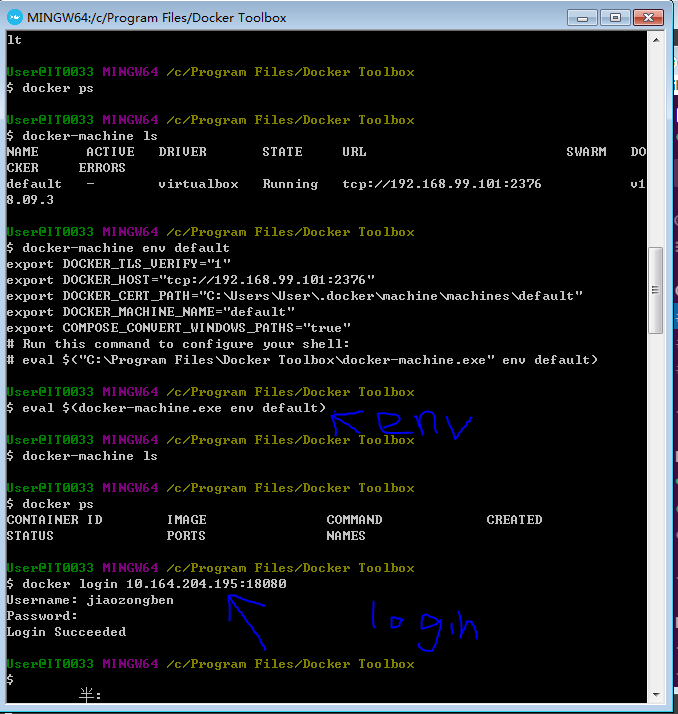 MINGW64:/c/Program Files/Docker Toolbox
lt
User@IT0033 MINGW64 /c/Program Files/Docker Toolbox
$ docker ps
User@IT0033 MINGW64 /c/Program Files/Docker Toolbox
$ docker-machine ls
NAME ACTIVE DRIVER STATE URL SWARM DO
CKER ERRORS
default - virtualbox Running tcp://192.168.99.101:2376 v1
8.09.3
User@IT0033 MINGW64 /c/Program Files/Docker Toolbox
$ docker-machine env default
export DOCKER_TLS_VERIFY="1"
export DOCKER_HOST="tcp://192.168.99.101:2376"
export DOCKER_CERT_PATH="C:\Users\User\.docker\machine\machines\default"
export DOCKER_MACHINE_NAME="default"
export COMPOSE_CONVERT_WINDOWS_PATHS="true"
# Run this command to configure your shell:
# eval $("C:\Program Files\Docker Toolbox\docker-machine.exe" env default)
User@IT0033 MINGW64 /c/Program Files/Docker Toolbox
$ eval $(docker-machine.exe env default)
env
User@IT0033 MINGW64 /c/Program Files/Docker Toolbox
$ docker-machine ls
User@IT0033 MINGW64 /c/Program Files/Docker Toolbox
$ docker ps
CONTAINER ID IMAGE COMMAND CREATED
STATUS PORTS NAMES
User@IT0033 MINGW64 /c/Program Files/Docker Toolbox
$ docker login 10.164.204.195:18080
Username: jiaozongben
Password:
login
Login Succeeded
User@IT0033 MINGW64 /c/Program Files/Docker Toolbox
$
半: